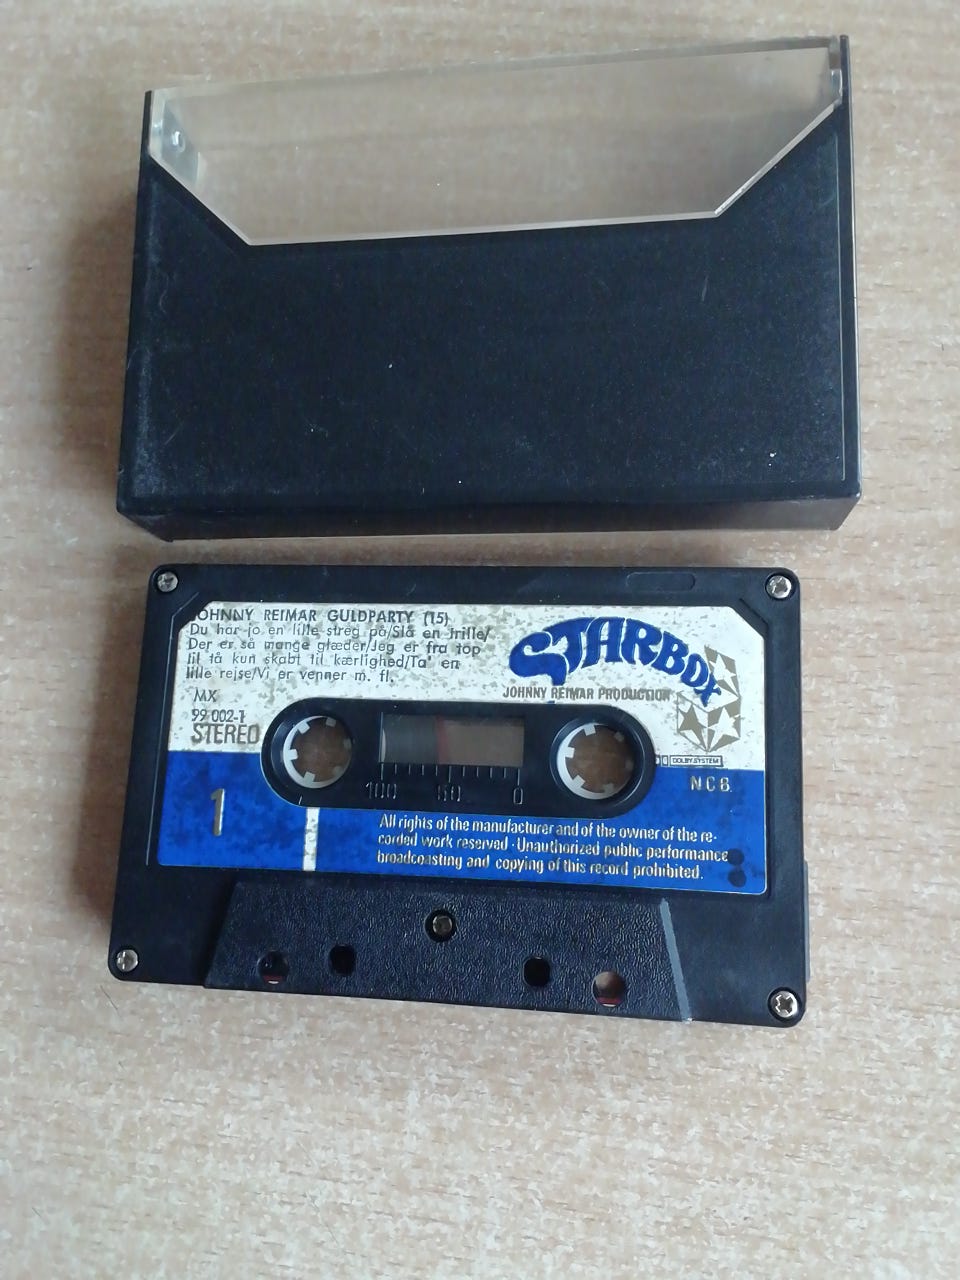 JOHNNY REIMAR GULDPARTY (15)
Du har jo en lille streg på/Slå en trille/
Der er så mange glæder/Jeg er fra top
til tå kun skabt til kærlighed/Ta' en
lille rejse/Vi er venner m. fl.
MX
99 002-1
STEREO
STARBOX
JOHNNY REIMAR PRODUCTION
DOLBY SYSTEM
N C B.
100 50 0
1
All rights of the manufacturer and of the owner of the re-
corded work reserved · Unauthorized public performance
broadcasting and copying of this record prohibited.